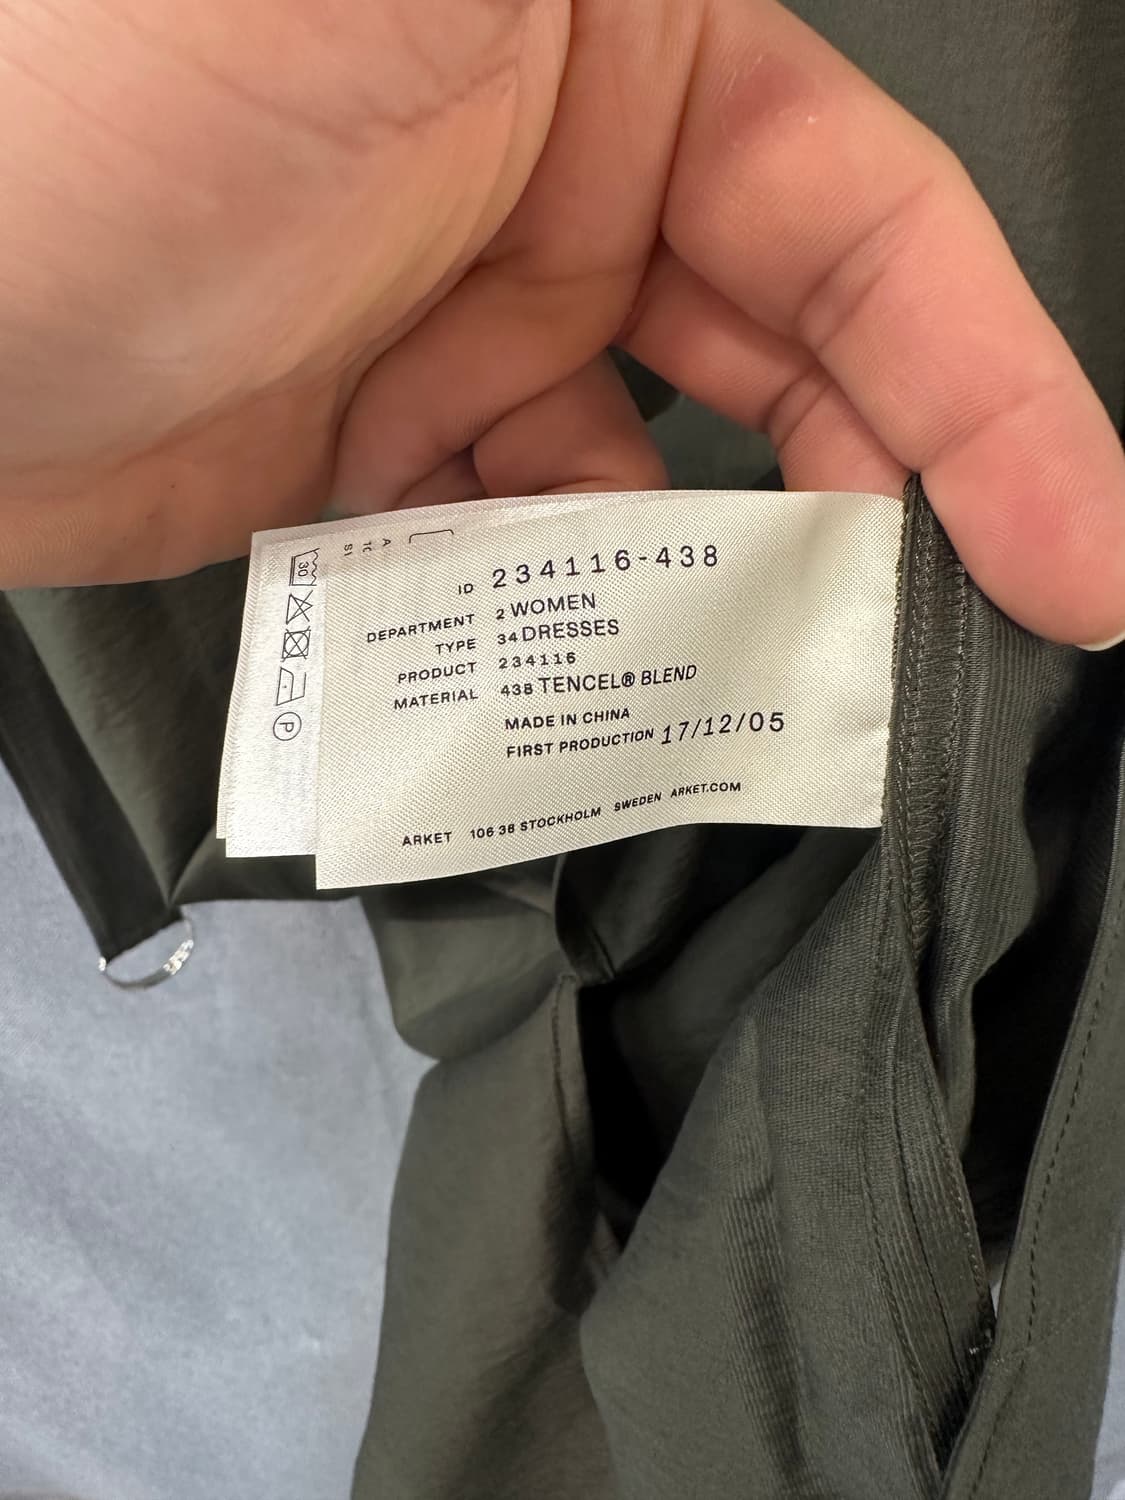 ID 234116-438
DEPARTMENT 2 WOMEN
TYPE 34 DRESSES
PRODUCT 234116
MATERIAL 438 TENCEL® BLEND
MADE IN CHINA
FIRST PRODUCTION 17/12/05
ARKET 106 38 STOCKHOLM SWEDEN ARKET.COM
30
P